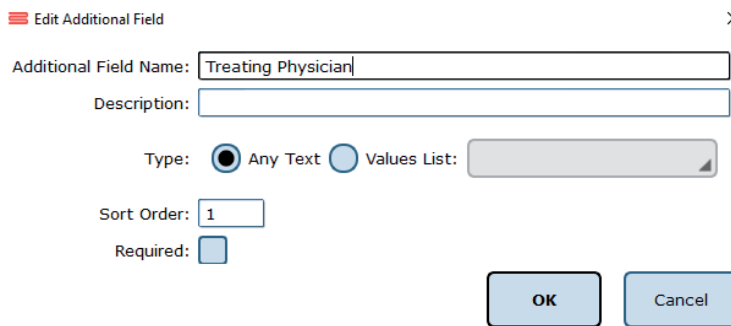 Edit Additional Field
Additional Field Name: Treating Physician
Description:
Type: Any Text Values List:
Sort Order: 1
Required:
OK Cancel